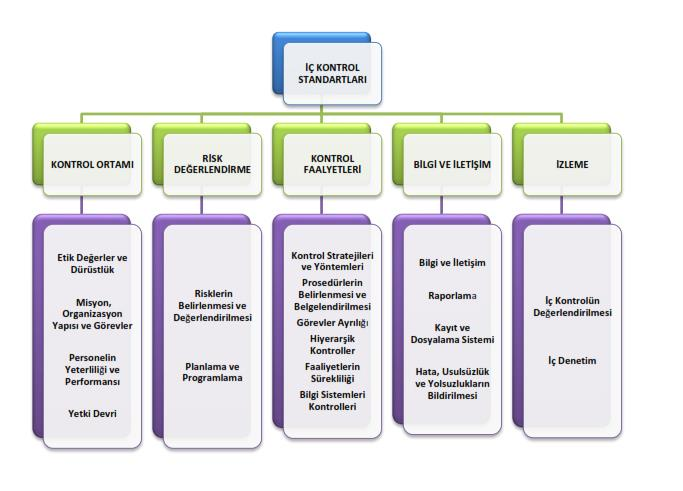 İÇ KONTROL
STANDARTLARI
KONTROL ORTAMI
RİSK
DEĞERLENDİRME
KONTROL
FAALYETLERİ
BİLGİ VE İLETİŞİM
İZLEME
Etik Değerler ve
Dürüstlük
Misyon,
Organizasyon
Yapısı ve Görevler
Personelin
Yeterliliği ve
Performansı
Yetki Devri
Risklerin
Belirlenmesi ve
Değerlendirilmesi
Planlama ve
Programlama
Kontrol Stratejileri
ve Yöntemleri
Prosedürlerin
Belirlenmesi ve
Belgelendirilmesi
Görevler Ayrılığı
Hiyerarşik
Kontroller
Faaliyetlerin
Sürekliliği
Bilgi Sistemleri
Kontrolleri
Bilgi ve İletişim
Raporlama
Kayıt ve
Dosyalama Sistemi
Hata, Usulsüzlük
ve Yolsuzlukların
Bildirilmesi
İç Kontrolün
Değerlendirilmesi
İç Denetim